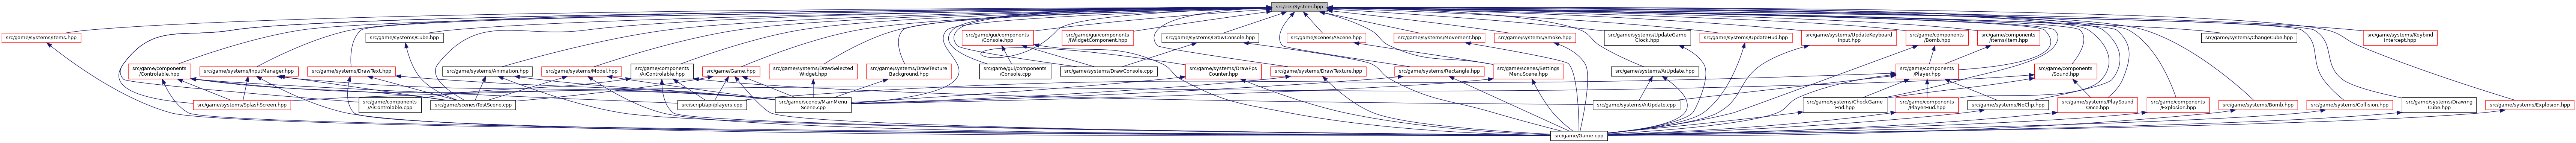 src/ecs/System.hpp
src/game/systems/Items.hpp
src/game/systems/Cube.hpp
src/game/gui/components
/Console.hpp
src/game/gui/components
/IWidgetComponent.hpp
src/game/systems/DrawConsole.hpp
src/game/scenes/AScene.hpp
src/game/systems/Movement.hpp
src/game/systems/Smoke.hpp
src/game/systems/UpdateGame
Clock.hpp
src/game/systems/UpdateHud.hpp
src/game/systems/UpdateKeyboard
Input.hpp
src/game/components
/Bomb.hpp
src/game/components
/Items/Item.hpp
src/game/systems/ChangeCube.hpp
src/game/systems/Keybind
Intercept.hpp
src/game/components
/Controlable.hpp
src/game/systems/InputManager.hpp
src/game/systems/DrawText.hpp
src/game/systems/Animation.hpp
src/game/systems/Model.hpp
src/game/components
/AiControlable.hpp
src/game/Game.hpp
src/game/systems/DrawSelected
Widget.hpp
src/game/systems/DrawTexture
Background.hpp
src/game/gui/components
/Console.cpp
src/game/systems/DrawConsole.cpp
src/game/systems/DrawFps
Counter.hpp
src/game/systems/DrawTexture.hpp
src/game/systems/Rectangle.hpp
src/game/scenes/Settings
MenuScene.hpp
src/game/systems/AiUpdate.hpp
src/game/components
/Player.hpp
src/game/components
/Sound.hpp
src/game/systems/SplashScreen.hpp
src/game/components
/AiControlable.cpp
src/game/scenes/TestScene.cpp
src/script/api/players.cpp
src/game/scenes/MainMenu
Scene.cpp
src/game/systems/AiUpdate.cpp
src/game/systems/CheckGame
End.hpp
src/game/components
/PlayerHud.hpp
src/game/systems/NoClip.hpp
src/game/systems/PlaySound
Once.hpp
src/game/components
/Explosion.hpp
src/game/systems/Bomb.hpp
src/game/systems/Collision.hpp
src/game/systems/Drawing
Cube.hpp
src/game/systems/Explosion.hpp
src/game/Game.cpp